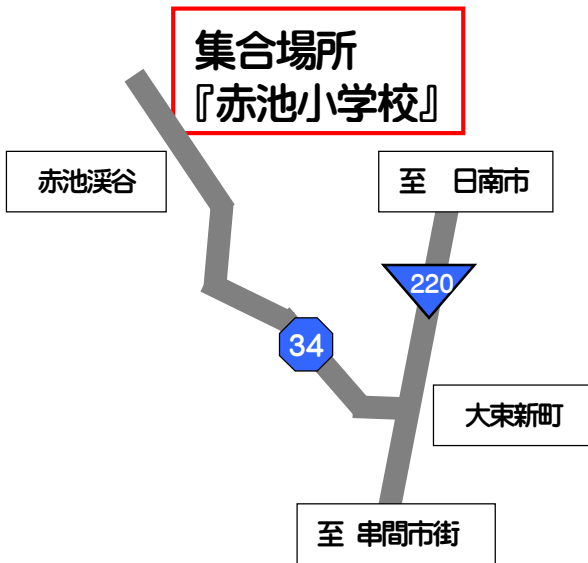 集合場所
『赤池小学校』
赤池渓谷
至　日南市
220
34
大束新町
至 串間市街